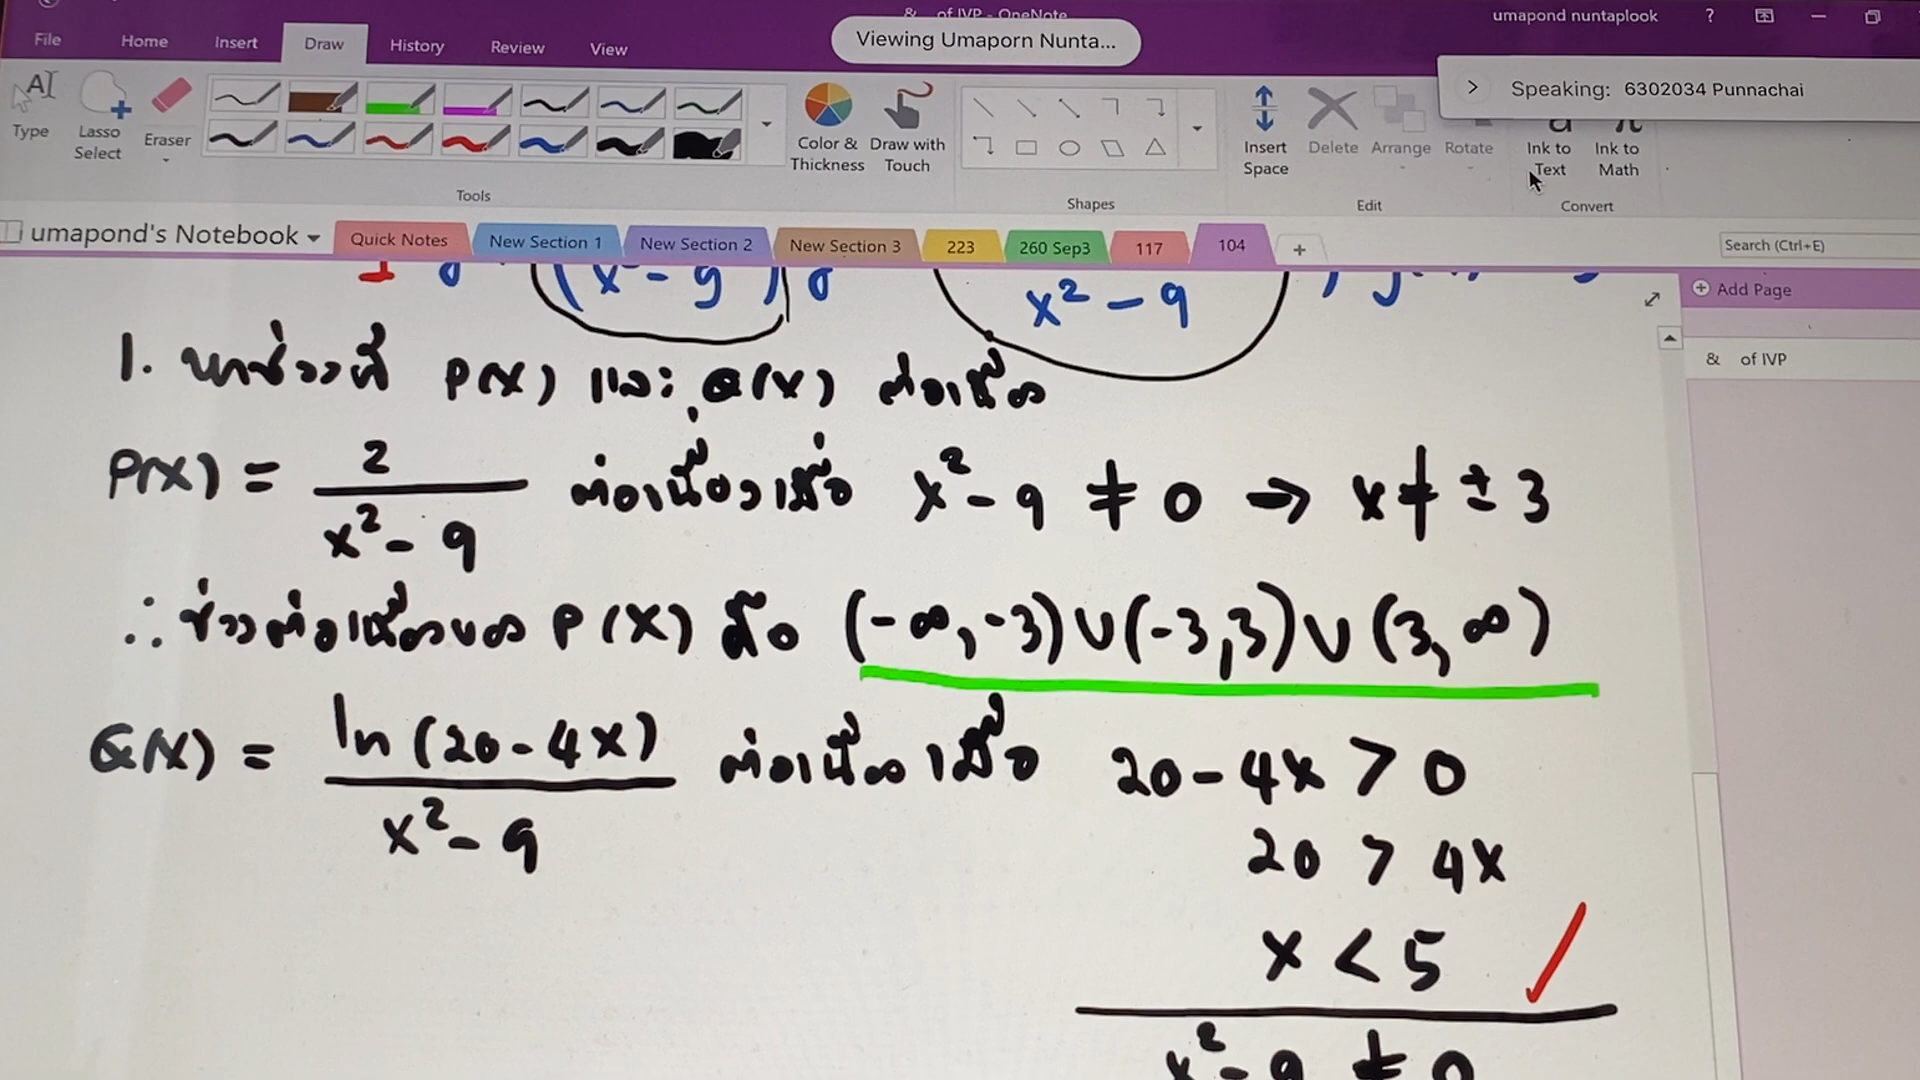 & of IVP - OneNote
umapond nuntaplook ?
Viewing Umaporn Nunta...
File Home Insert Draw History Review View
> Speaking: 6302034 Punnachai
Type
Lasso Select
Eraser
Color & Thickness
Draw with Touch
Insert Space
Delete
Arrange
Rotate
Ink to Text
Ink to Math
Tools
Shapes
Edit
Convert
umapond's Notebook
Quick Notes
New Section 1
New Section 2
New Section 3
223
260 Sep3
117
104
+
Search (Ctrl+E)
Add Page
& of IVP
x² - 9
1. หาช่วงที่ P(x) และ Q(x) ต่อเนื่อง
P(x) = 2 / x² - 9 ต่อเนื่องเมื่อ x² - 9 ≠ 0 → x ≠ ± 3
∴ ช่วงต่อเนื่องของ P(x) คือ (-∞,-3)∪(-3,3)∪(3,∞)
Q(x) = ln(20-4x) / x² - 9 ต่อเนื่องเมื่อ 20 - 4x > 0
20 > 4x
x < 5
x² - 9 ≠ 0